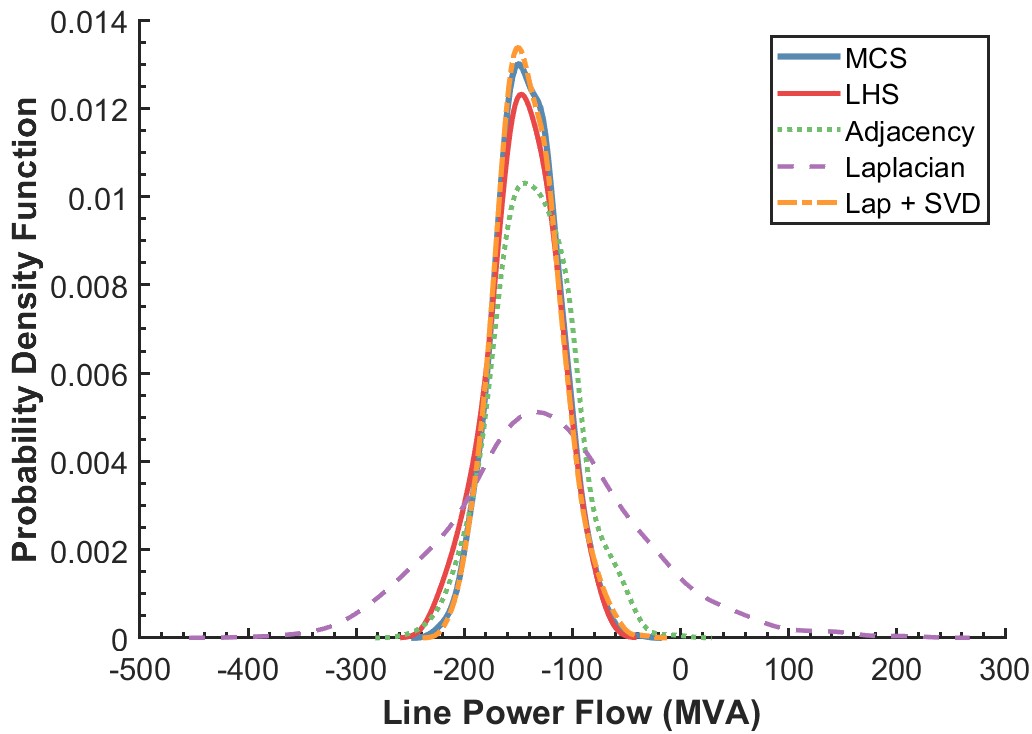 0.014
0.012
0.01
0.008
0.006
0.004
0.002
0
Probability Density Function
MCS
LHS
Adjacency
Laplacian
Lap + SVD
-500 -400 -300 -200 -100 0 100 200 300
Line Power Flow (MVA)